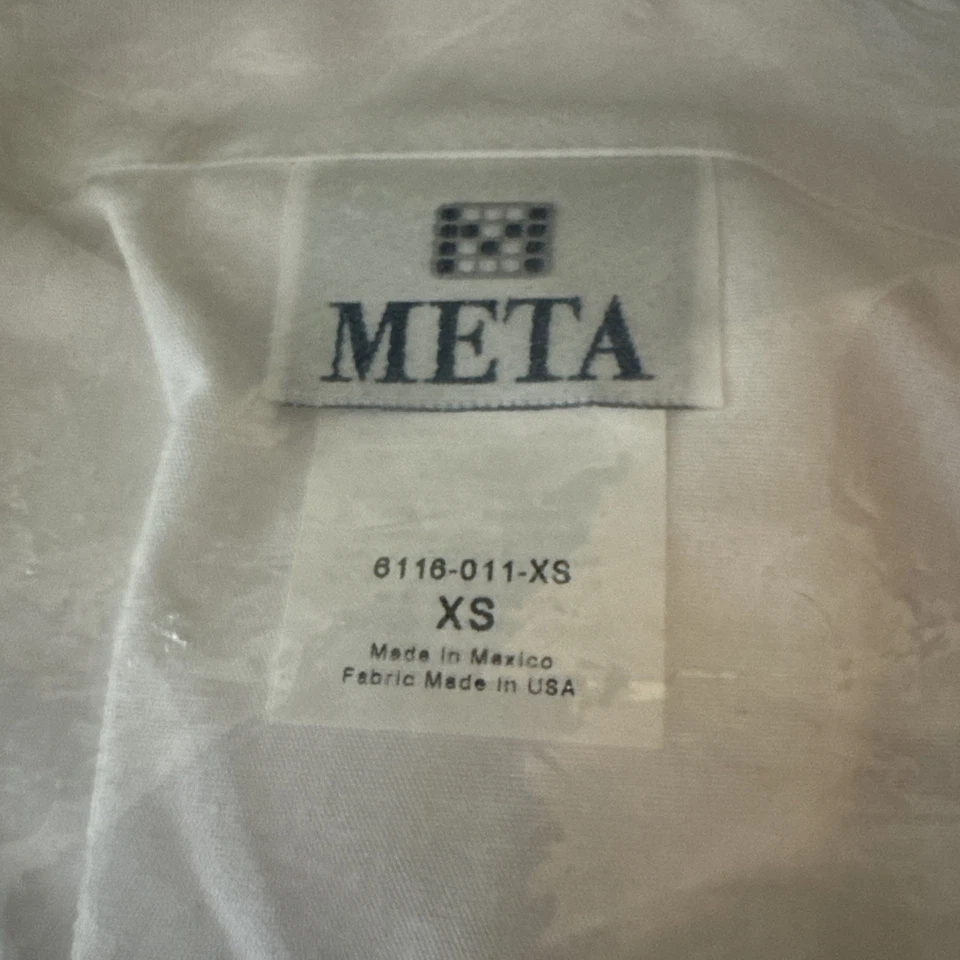 META
6116-011-XS
XS
Made in Mexico
Fabric Made in USA